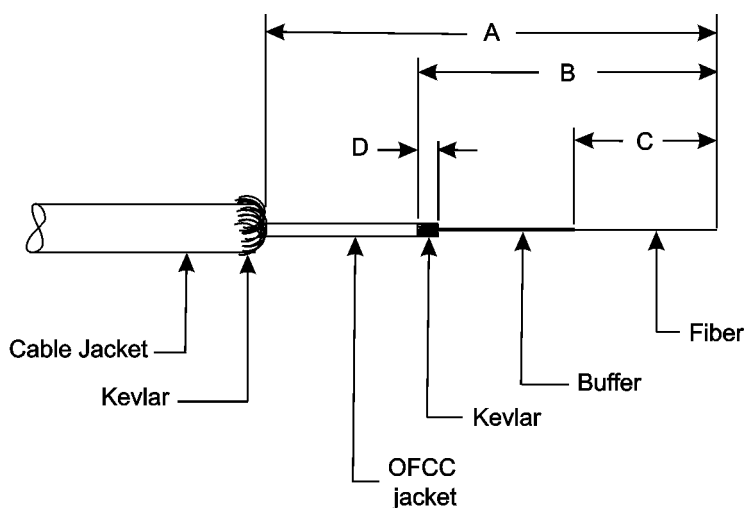 A
B
D
C
Cable Jacket
Kevlar
OFCC
jacket
Kevlar
Buffer
Fiber